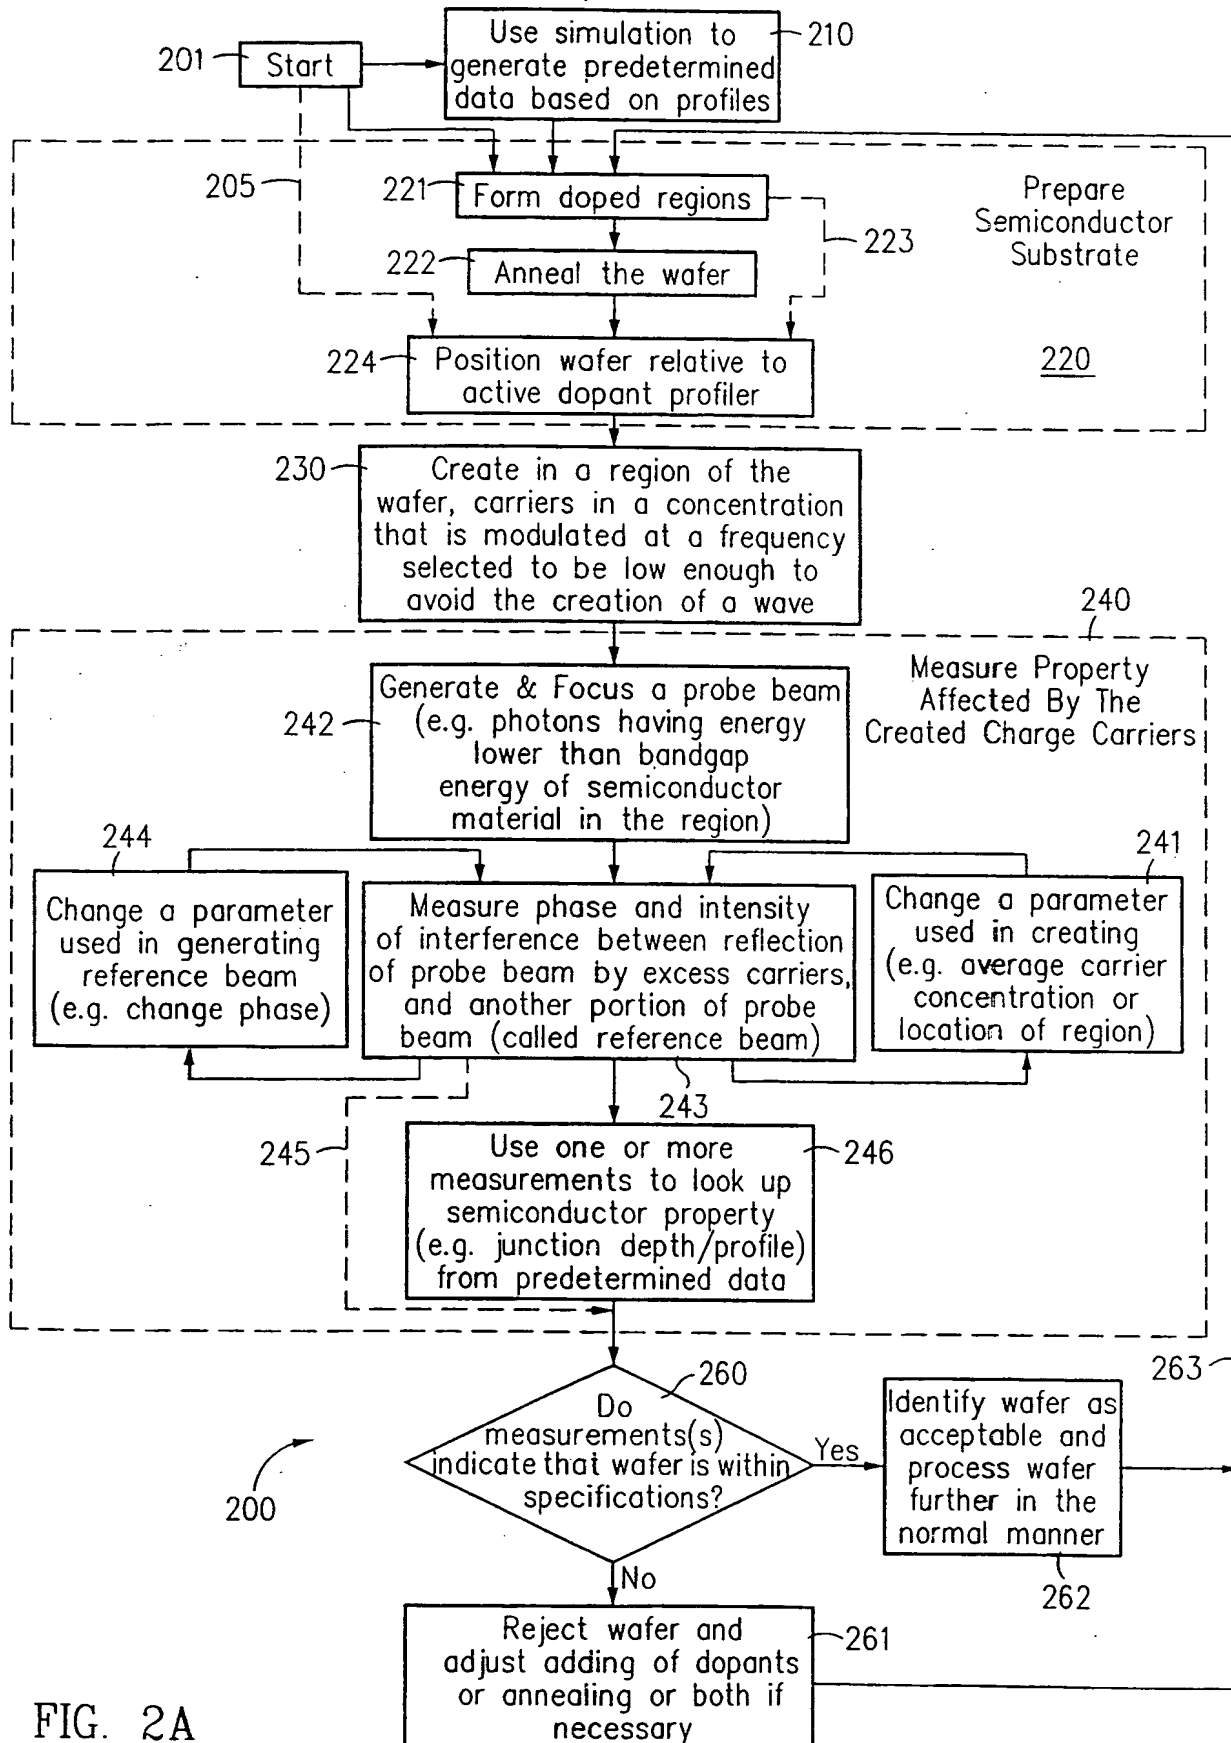 Use simulation to
generate predetermined
data based on profiles
210
201
Start
205
221
Form doped regions
223
222
Anneal the wafer
Prepare
Semiconductor
Substrate
220
224
Position wafer relative to
active dopant profiler
230
Create in a region of the
wafer, carriers in a concentration
that is modulated at a frequency
selected to be low enough to
avoid the creation of a wave
240
Measure Property
Affected By The
Created Charge Carriers
242
Generate & Focus a probe beam
(e.g. photons having energy
lower than bandgap
energy of semiconductor
material in the region)
244
Change a parameter
used in generating
reference beam
(e.g. change phase)
Measure phase and intensity
of interference between reflection
of probe beam by excess carriers,
and another portion of probe
beam (called reference beam)
243
241
Change a parameter
used in creating
(e.g. average carrier
concentration or
location of region)
245
Use one or more
measurements to look up
semiconductor property
(e.g. junction depth/profile)
from predetermined data
246
260
Do
measurements(s)
indicate that wafer is within
specifications?
Yes
No
200
263
Identify wafer as
acceptable and
process wafer
further in the
normal manner
262
Reject wafer and
adjust adding of dopants
or annealing or both if
necessary
261
FIG. 2A